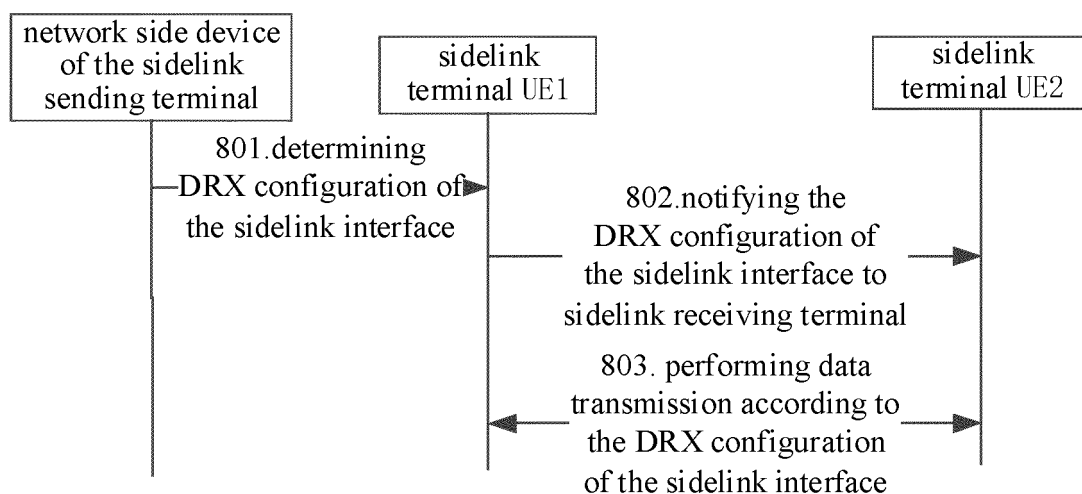 network side device
of the sidelink
sending terminal
sidelink
terminal UE1
sidelink
terminal UE2
801.determining
DRX configuration of
the sidelink interface
802.notifying the
DRX configuration of
the sidelink interface to
sidelink receiving terminal
803. performing data
transmission according to
the DRX configuration
of the sidelink interface